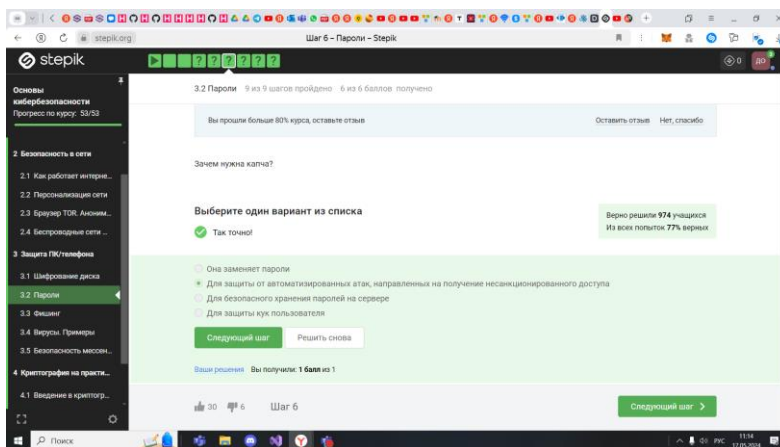 stepik.org
Шаг 6 – Пароли – Stepik
stepik
0
ДО
Основы
кибербезопасности
Прогресс по курсу: 53/53
3.2 Пароли 9 из 9 шагов пройдено 6 из 6 баллов получено
Вы прошли больше 80% курса, оставьте отзыв
Оставить отзыв Нет, спасибо
2 Безопасность в сети
2.1 Как работает интерне...
2.2 Персонализация сети
2.3 Браузер TOR. Аноним...
2.4 Беспроводные сети ...
3 Защита ПК/телефона
3.1 Шифрование диска
3.2 Пароли
3.3 Фишинг
3.4 Вирусы. Примеры
3.5 Безопасность мессен...
4 Криптография на практи...
4.1 Введение в криптогр...
Зачем нужна капча?
Выберите один вариант из списка
Так точно!
Верно решили 974 учащихся
Из всех попыток 77% верных
Она заменяет пароли
Для защиты от автоматизированных атак, направленных на получение несанкционированного доступа
Для безопасного хранения паролей на сервере
Для защиты кук пользователя
Следующий шаг
Решить снова
Ваши решения Вы получили: 1 балл из 1
30 6 Шаг 6
Следующий шаг
Поиск
РУС
11:14
17.05.2024